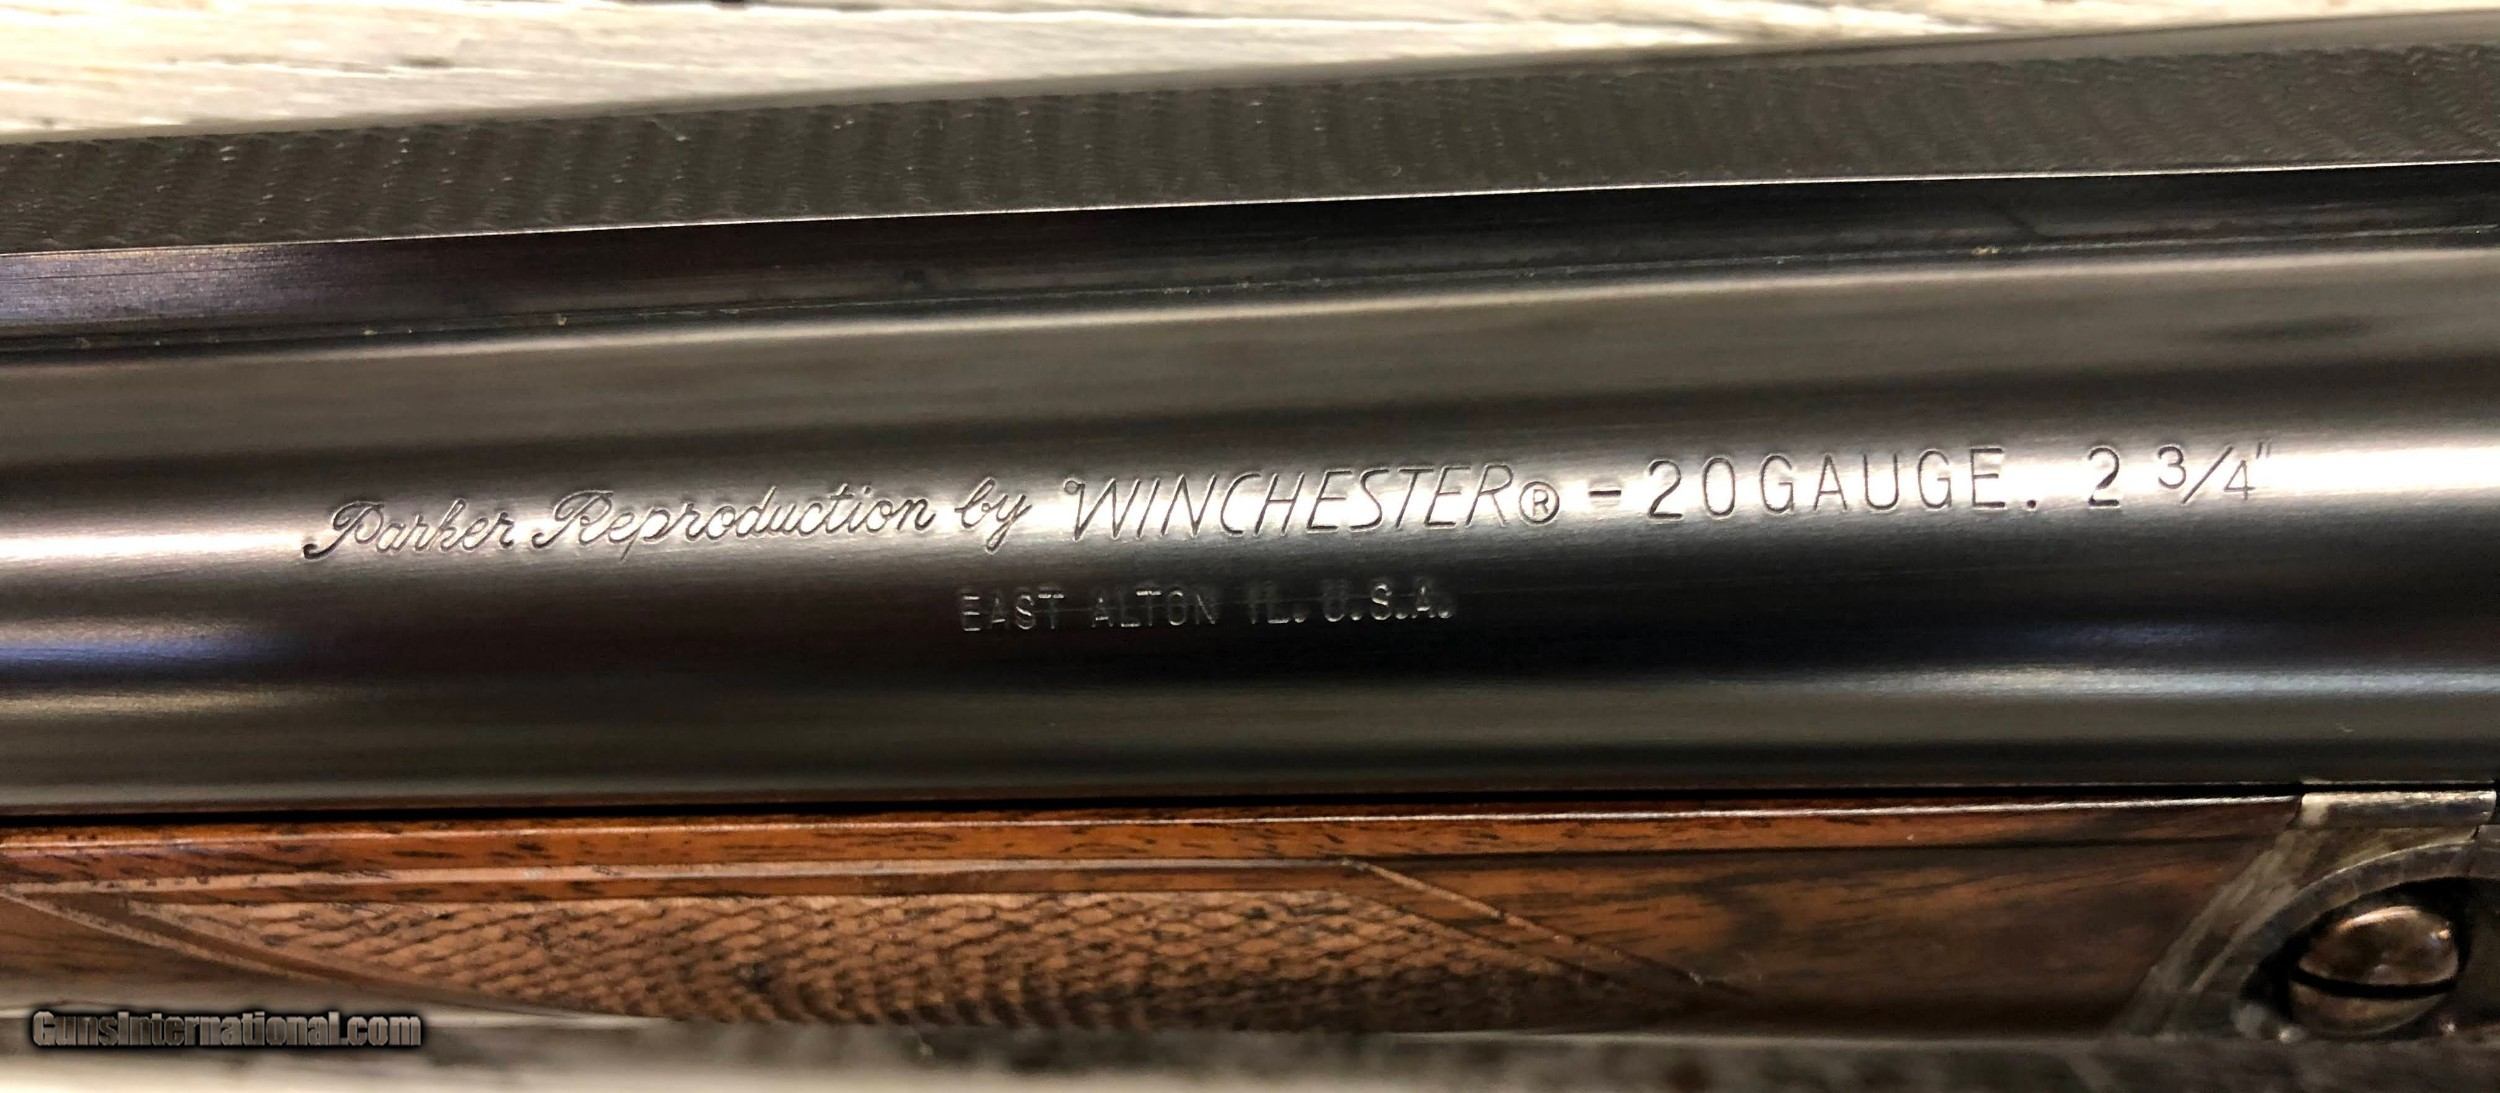 Parker Reproduction by WINCHESTER® - 20 GAUGE. 2 3/4"
EAST ALTON IL. U.S.A.
GunsInternational.com